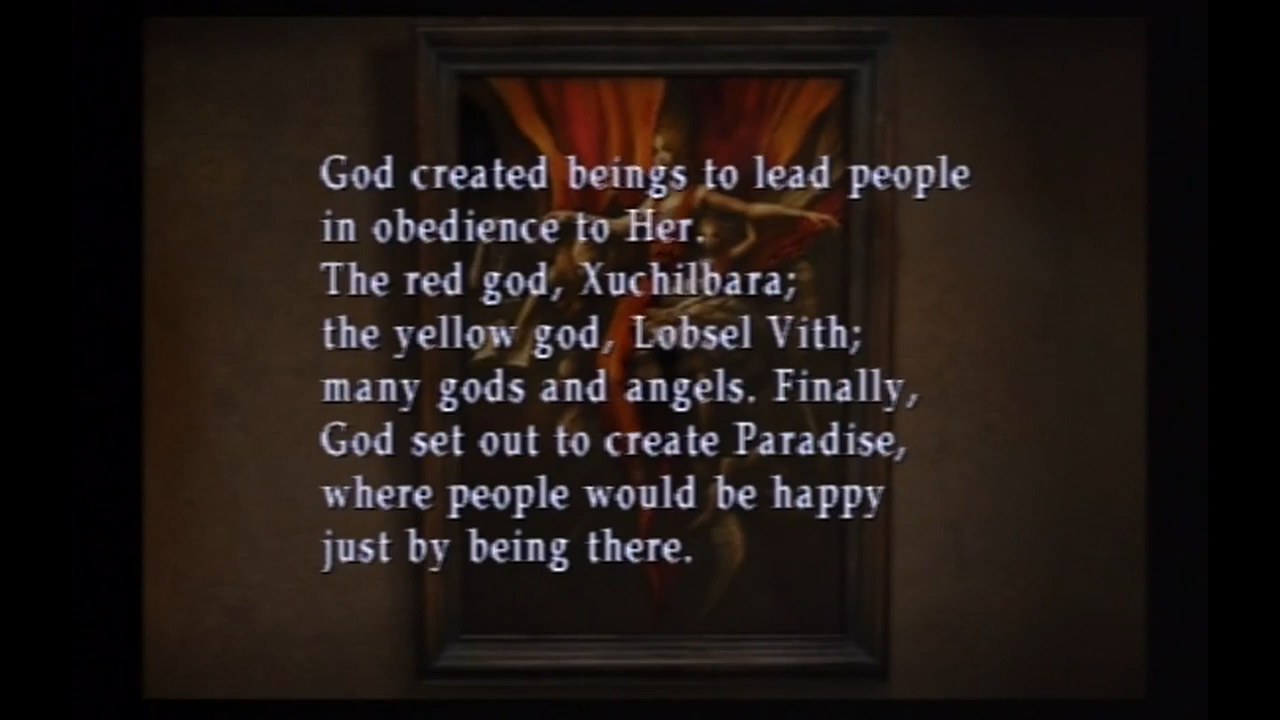 God created beings to lead people
in obedience to Her.
The red god, Xuchilbara;
the yellow god, Lobsel Vith;
many gods and angels. Finally,
God set out to create Paradise,
where people would be happy
just by being there.